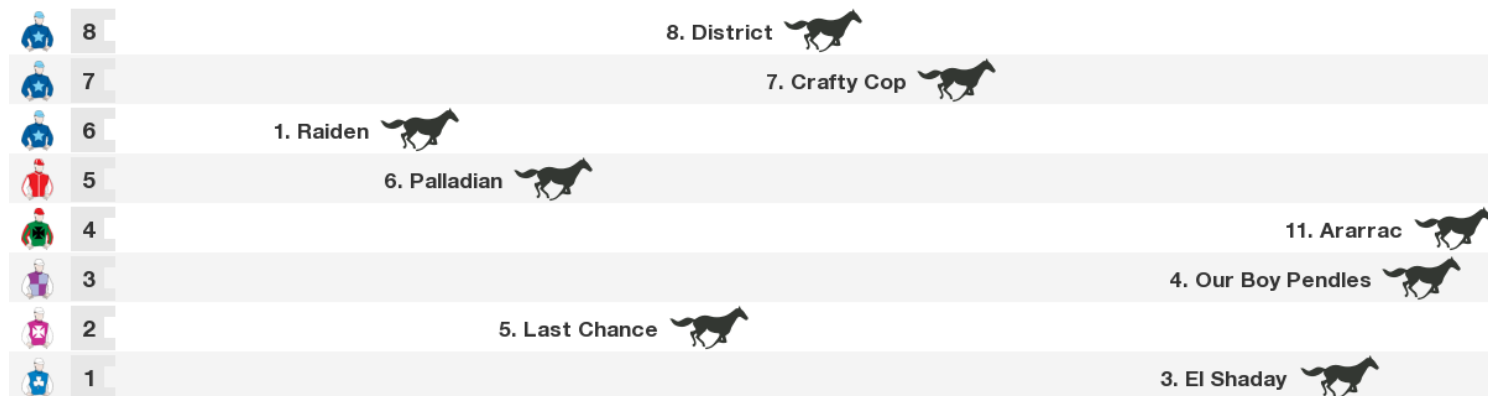 8 8. District
7 7. Crafty Cop
6 1. Raiden
5 6. Palladian
4 11. Ararrac
3 4. Our Boy Pendles
2 5. Last Chance
1 3. El Shaday